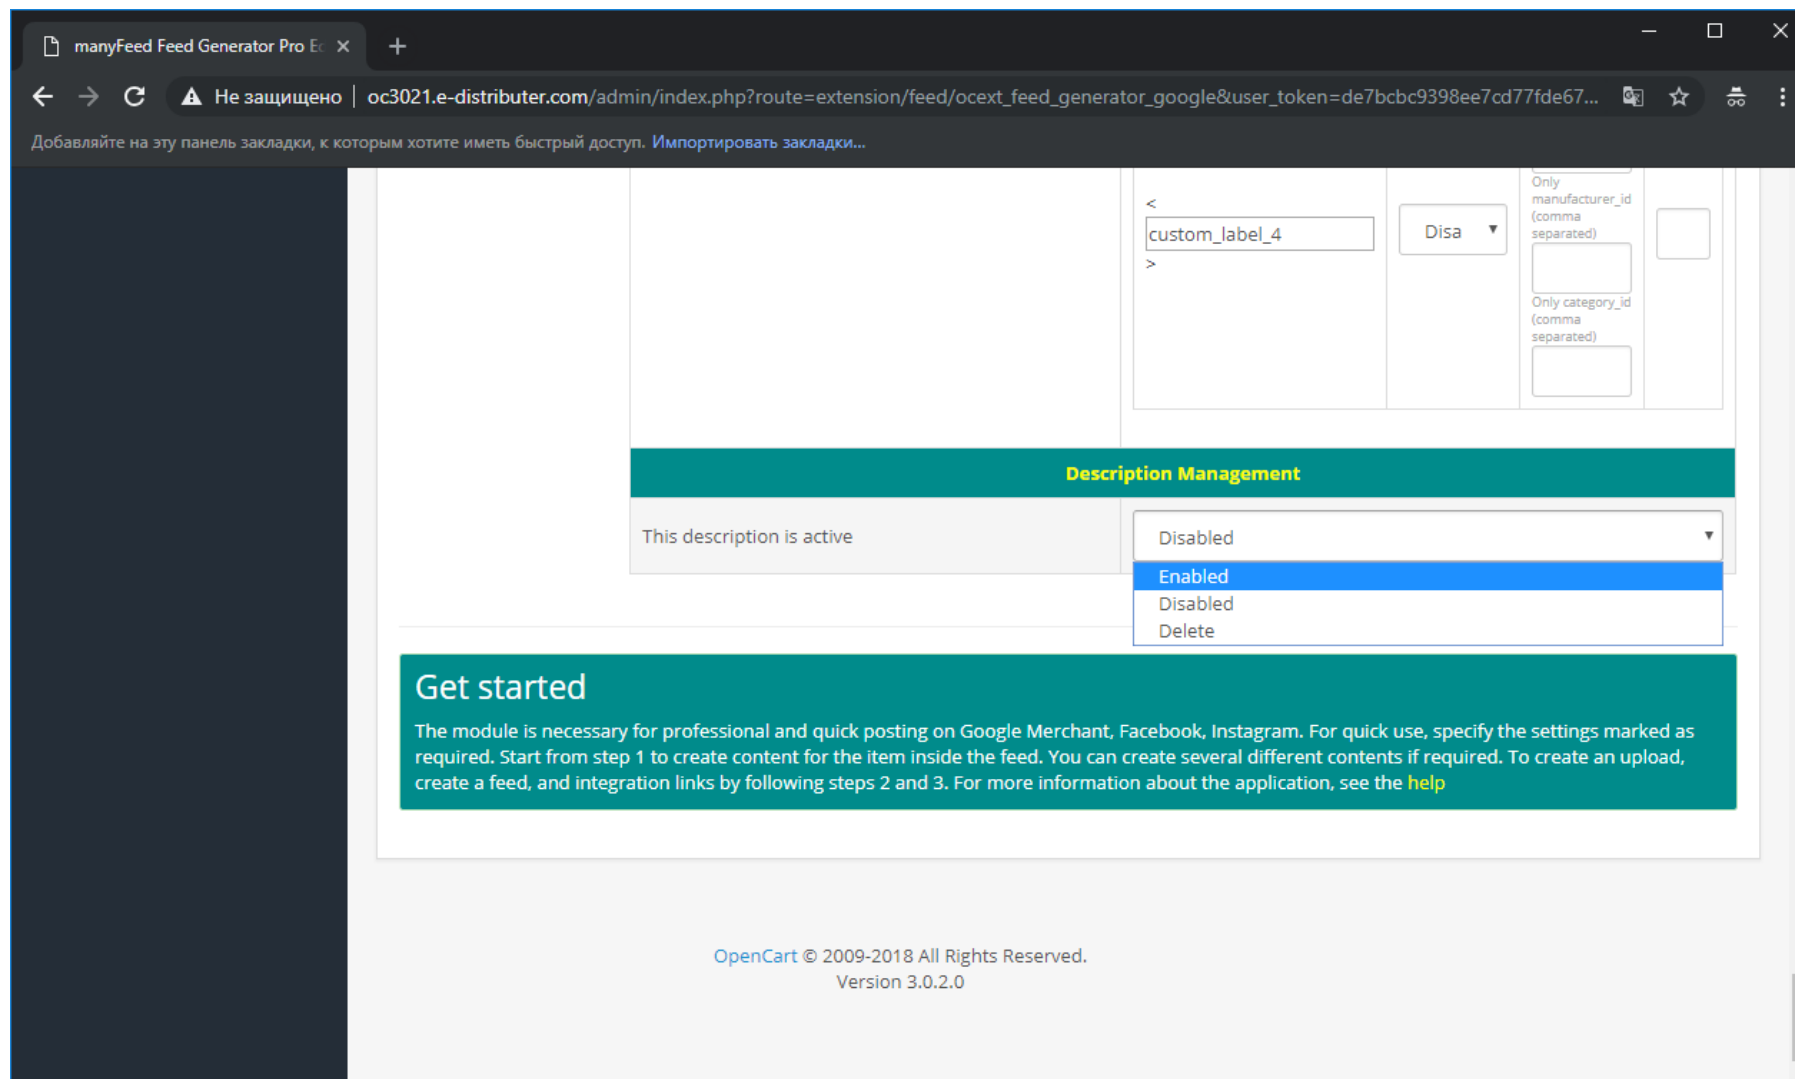 manyFeed Feed Generator Pro
Не защищено | oc3021.e-distributer.com/admin/index.php?route=extension/feed/ocext_feed_generator_google&user_token=de7bcbc9398ee7cd77fde67...
Добавляйте на эту панель закладки, к которым хотите иметь быстрый доступ. Импортировать закладки...
<
custom_label_4
>
Disa
Only
manufacturer_id
(comma
separated)
Only category_id
(comma
separated)
Description Management
This description is active
Disabled
Enabled
Disabled
Delete
Get started
The module is necessary for professional and quick posting on Google Merchant, Facebook, Instagram. For quick use, specify the settings marked as
required. Start from step 1 to create content for the item inside the feed. You can create several different contents if required. To create an upload,
create a feed, and integration links by following steps 2 and 3. For more information about the application, see the help
OpenCart © 2009-2018 All Rights Reserved.
Version 3.0.2.0